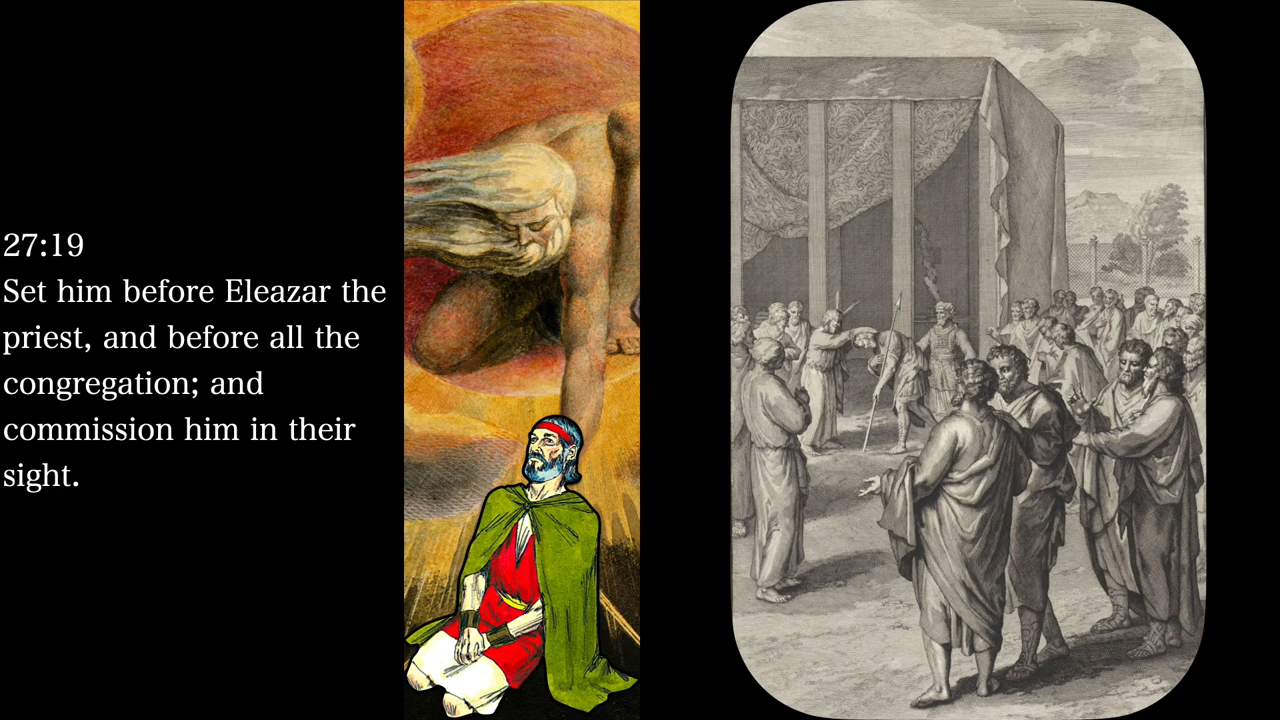 27:19
Set him before Eleazar the
priest, and before all the
congregation; and
commission him in their
sight.